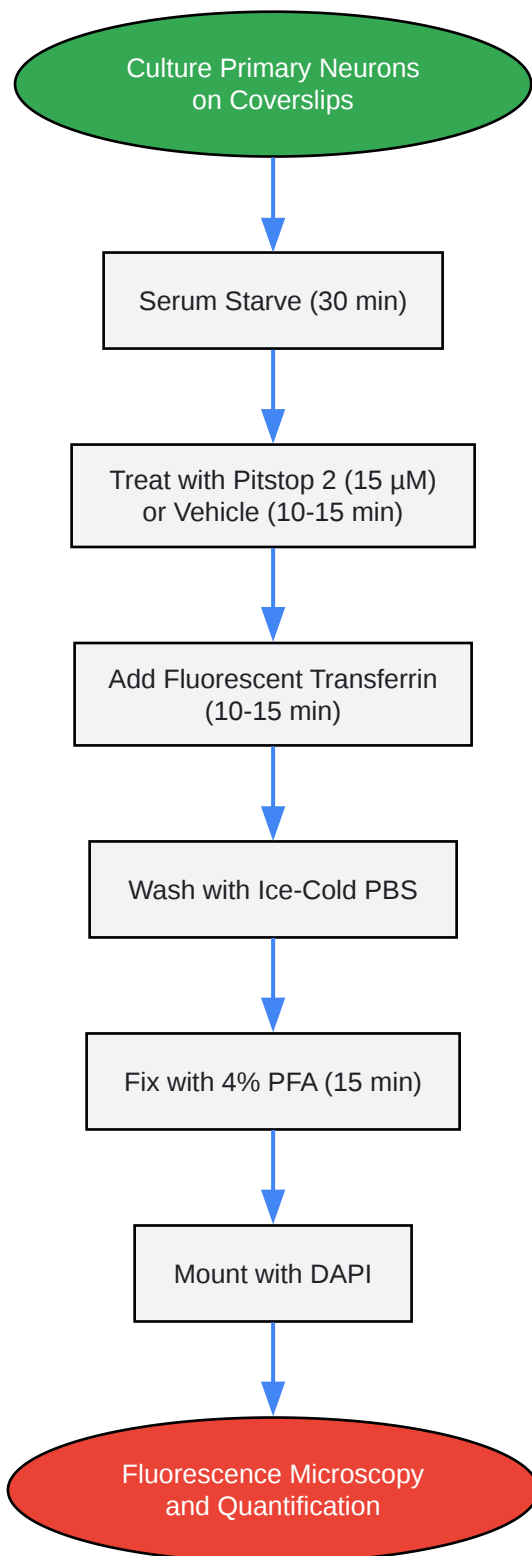 Culture Primary Neurons
on Coverslips
Serum Starve (30 min)
Treat with Pitstop 2 (15 µM)
or Vehicle (10-15 min)
Add Fluorescent Transferrin
(10-15 min)
Wash with Ice-Cold PBS
Fix with 4% PFA (15 min)
Mount with DAPI
Fluorescence Microscopy
and Quantification